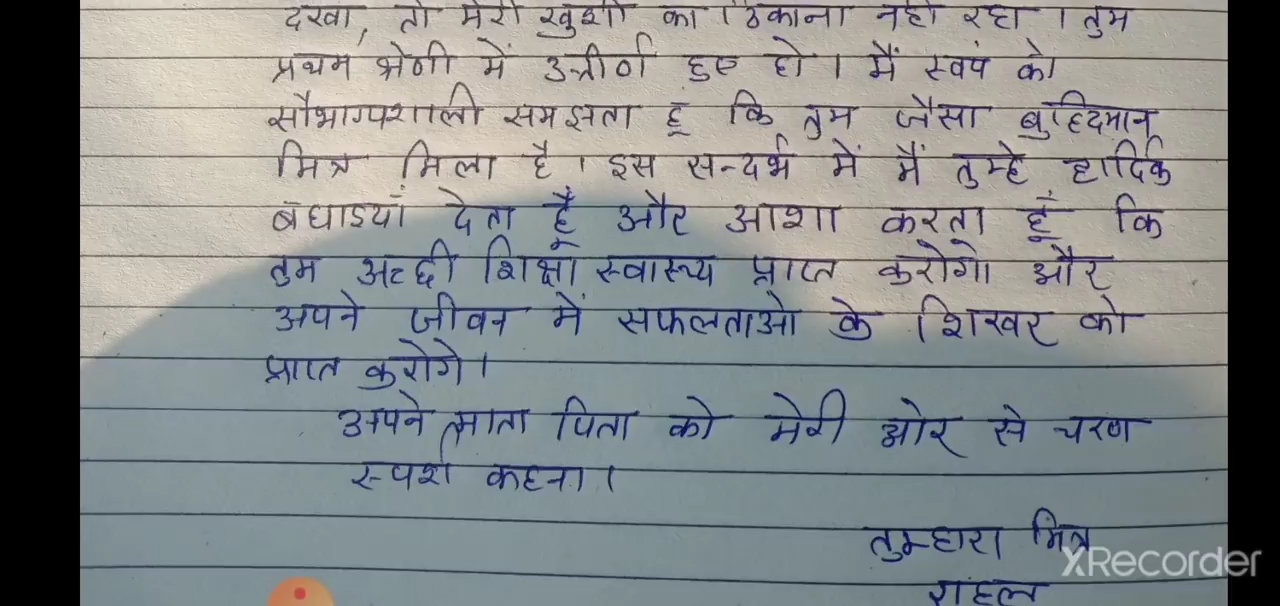 देखा, तो मेरी खुशी का ठिकाना नहीं रहा । तुम
प्रथम श्रेणी में उत्तीर्ण हुए हो । मैं स्वयं को
सौभाग्यशाली समझता हूं कि तुम जैसा बुद्दिमान्
मित्र मिला है । इस सन्दर्भ में मैं तुम्हे हार्दिक
बधाइयां देता हूँ और आशा करता हूँ कि
तुम अच्छी शिक्षा स्वास्थ्य प्राप्त करोगे और
अपने जीवन में सफलताओ के शिखर को
प्राप्त करोगे ।
अपने माता पिता को मेरी ओर से चरण
स्पर्श कहना ।
तुम्हारा मित्र
राहुल
XRecorder